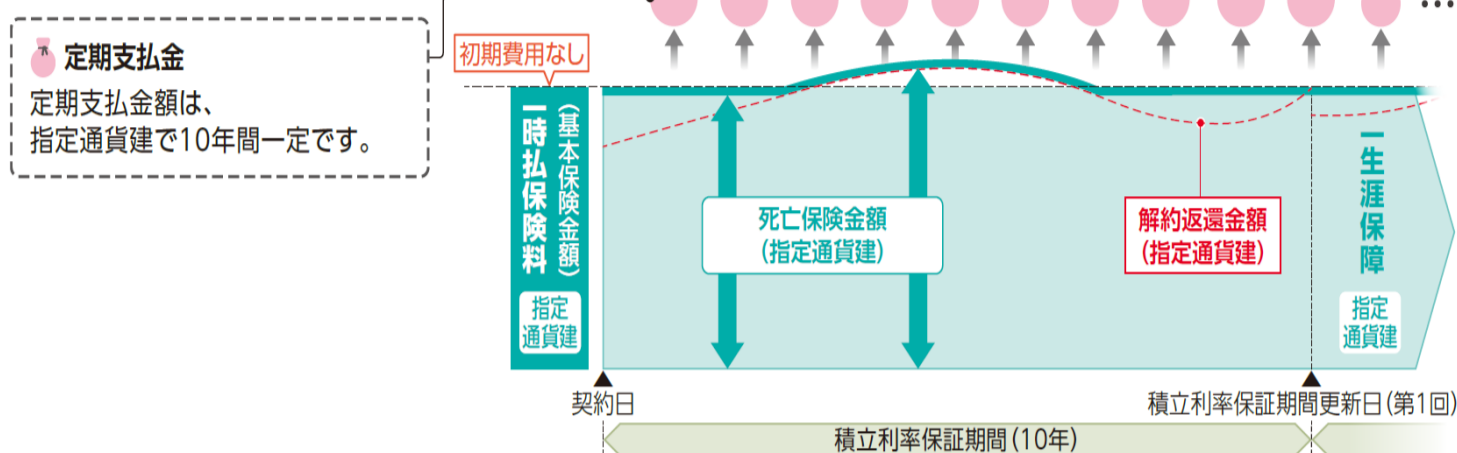 定期支払金
定期支払金額は、
指定通貨建で10年間一定です。
初期費用なし
一時払保険料
(基本保険金額)
指定
通貨建
死亡保険金額
(指定通貨建)
解約返還金額
(指定通貨建)
一生涯保障
指定
通貨建
契約日
積立利率保証期間更新日(第1回)
積立利率保証期間(10年)